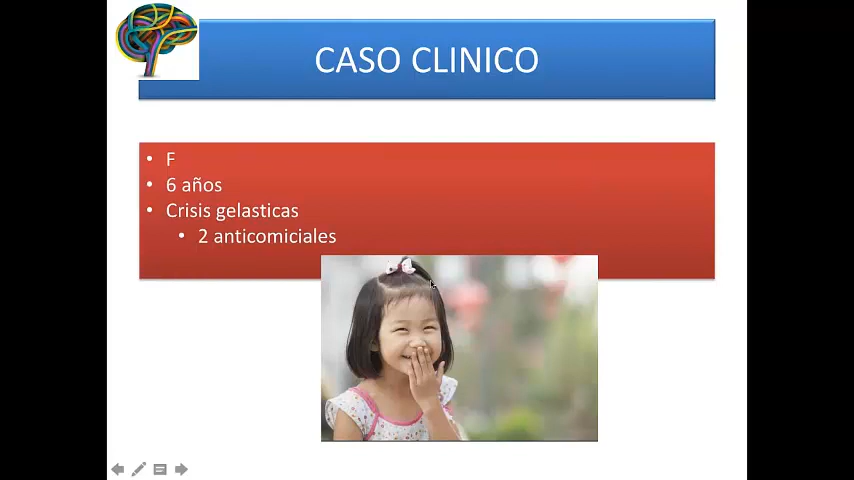 CASO CLINICO
• F
• 6 años
• Crisis gelasticas
• 2 anticomiciales